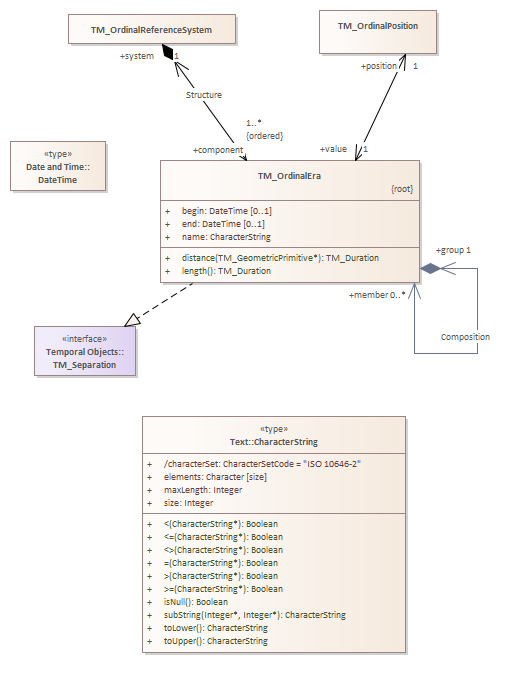 TM_OrdinalReferenceSystem
TM_OrdinalPosition
+system 1
+position 1
Structure
1..*
{ordered}
+component
+value 1
«type»
Date and Time::
DateTime
TM_OrdinalEra
{root}
+ begin: DateTime [0..1]
+ end: DateTime [0..1]
+ name: CharacterString
+ distance(TM_GeometricPrimitive*): TM_Duration
+ length(): TM_Duration
+group 1
+member 0..*
Composition
«interface»
Temporal Objects::
TM_Separation
«type»
Text::CharacterString
+ /characterSet: CharacterSetCode = "ISO 10646-2"
+ elements: Character [size]
+ maxLength: Integer
+ size: Integer
+ <(CharacterString*): Boolean
+ <=(CharacterString*): Boolean
+ <>(CharacterString*): Boolean
+ =(CharacterString*): Boolean
+ >(CharacterString*): Boolean
+ >=(CharacterString*): Boolean
+ isNull(): Boolean
+ subString(Integer*, Integer*): CharacterString
+ toLower(): CharacterString
+ toUpper(): CharacterString